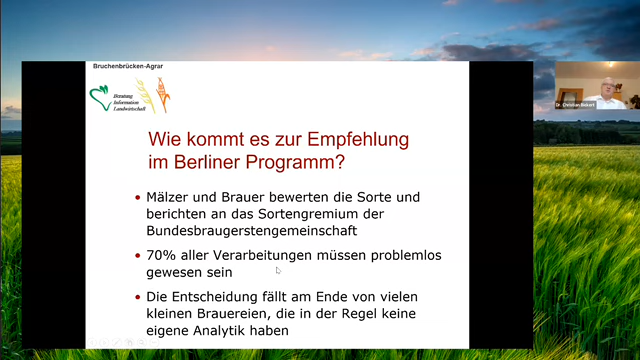 Bruchenbrücken-Agrar
Beratung
Information
Landwirtschaft
Wie kommt es zur Empfehlung
im Berliner Programm?
• Mälzer und Brauer bewerten die Sorte und
berichten an das Sortengremium der
Bundesbraugerstengemeinschaft
• 70% aller Verarbeitungen müssen problemlos
gewesen sein
• Die Entscheidung fällt am Ende von vielen
kleinen Brauereien, die in der Regel keine
eigene Analytik haben
Dr. Christian